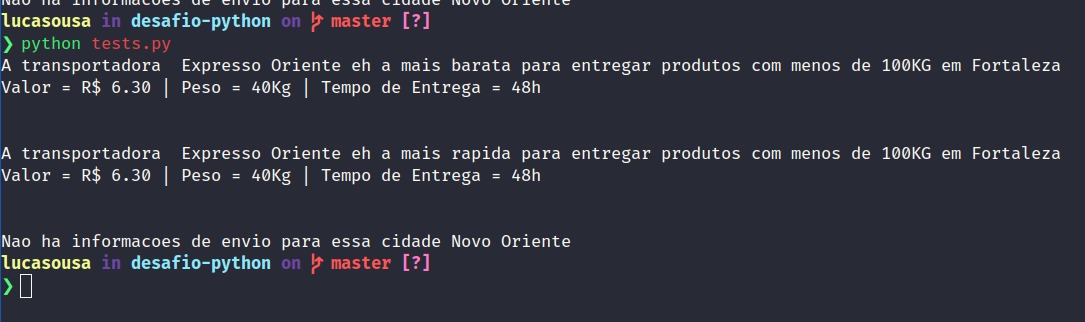 Nao ha informacoes de envio para essa cidade Novo Oriente
lucasousa in desafio-python on master [?]
❯ python tests.py
A transportadora  Expresso Oriente eh a mais barata para entregar produtos com menos de 100KG em Fortaleza
Valor = R$ 6.30 | Peso = 40Kg | Tempo de Entrega = 48h
A transportadora  Expresso Oriente eh a mais rapida para entregar produtos com menos de 100KG em Fortaleza
Valor = R$ 6.30 | Peso = 40Kg | Tempo de Entrega = 48h
Nao ha informacoes de envio para essa cidade Novo Oriente
lucasousa in desafio-python on master [?]
❯